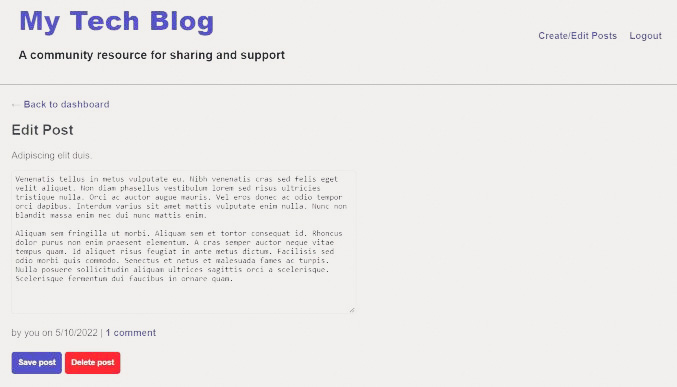 My Tech Blog
A community resource for sharing and support
Create/Edit Posts Logout
← Back to dashboard
Edit Post
Adipiscing elit duis.
Venenatis tellus in metus vulputate eu. Nibh venenatis cras sed felis eget
velit aliquet. Non diam phasellus vestibulum lorem sed risus ultricies
tristique nulla. Orci ac auctor augue mauris. Vel eros donec ac odio tempor
orci dapibus. Interdum varius sit amet mattis vulputate enim nulla. Nunc non
blandit massa enim nec dui nunc mattis enim.
Aliquam sem fringilla ut morbi. Aliquam sem et tortor consequat id. Rhoncus
dolor purus non enim praesent elementum. A cras semper auctor neque vitae
tempus quam. Id aliquet risus feugiat in ante metus dictum. Facilisis sed
odio morbi quis commodo. Senectus et netus et malesuada fames ac turpis.
Nulla posuere sollicitudin aliquam ultrices sagittis orci a scelerisque.
Scelerisque fermentum dui faucibus in ornare quam.
by you on 5/10/2022 | 1 comment
Save post Delete post